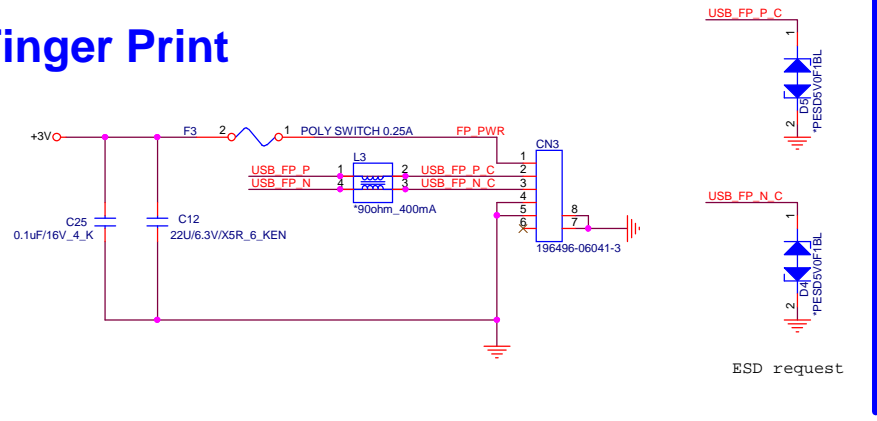 Finger Print
USB_FP_P_C
1
D5
*PESD5V0F1BL
2
+3V
F3
2
1
POLY SWITCH 0.25A
FP_PWR
CN3
1
2
3
4
5
6
8
7
196496-06041-3
L3
USB_FP_P
1
2
USB_FP_P_C
USB_FP_N
4
3
USB_FP_N_C
*90ohm_400mA
C25
0.1uF/16V_4_K
C12
22U/6.3V/X5R_6_KEN
USB_FP_N_C
1
D4
*PESD5V0F1BL
2
ESD request